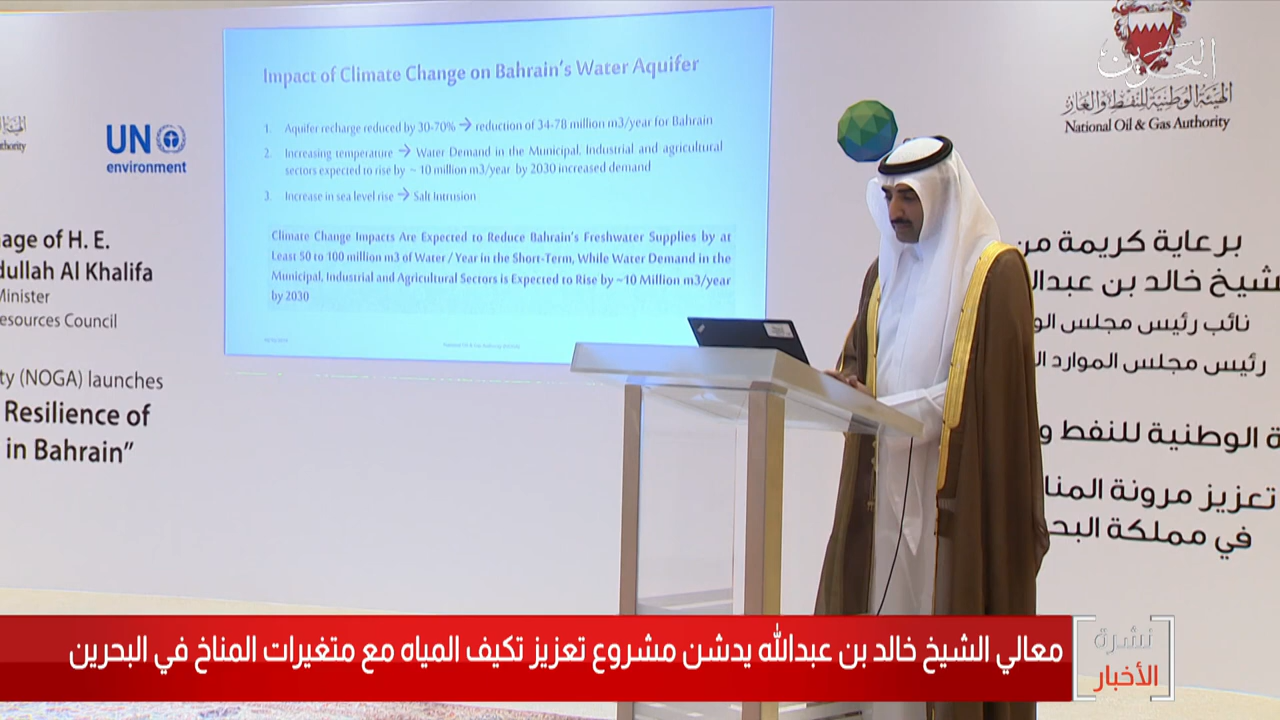 Impact of Climate Change on Bahrain's Water Aquifer
1. Aquifer recharge reduced by 30-70% → reduction of 34-78 million m3/year for Bahrain
2. Increasing temperature → Water Demand in the Municipal, Industrial and agricultural
sectors expected to rise by ~ 10 million m3/year by 2030 increased demand
3. Increase in sea level rise → Salt Intrusion
Climate Change Impacts Are Expected to Reduce Bahrain's Freshwater Supplies by at
Least 50 to 100 million m3 of Water / Year in the Short-Term, While Water Demand in the
Municipal, Industrial and Agricultural Sectors is Expected to Rise by ~10 Million m3/year
by 2030
UN
environment
age of H. E.
dullah Al Khalifa
Minister
esources Council
ty (NOGA) launches
Resilience of
in Bahrain”
البحرين
الهيئة الوطنية للنفط والغاز
National Oil & Gas Authority
برعاية كريمة من
شيخ خالد بن عبدال
نائب رئيس مجلس الو
رئيس مجلس الموارد ال
ة الوطنية للنفط و
تعزيز مرونة المنا
في مملكة البح
نشرة
الأخبار
معالي الشيخ خالد بن عبدالله يدشن مشروع تعزيز تكيف المياه مع متغيرات المناخ في البحرين